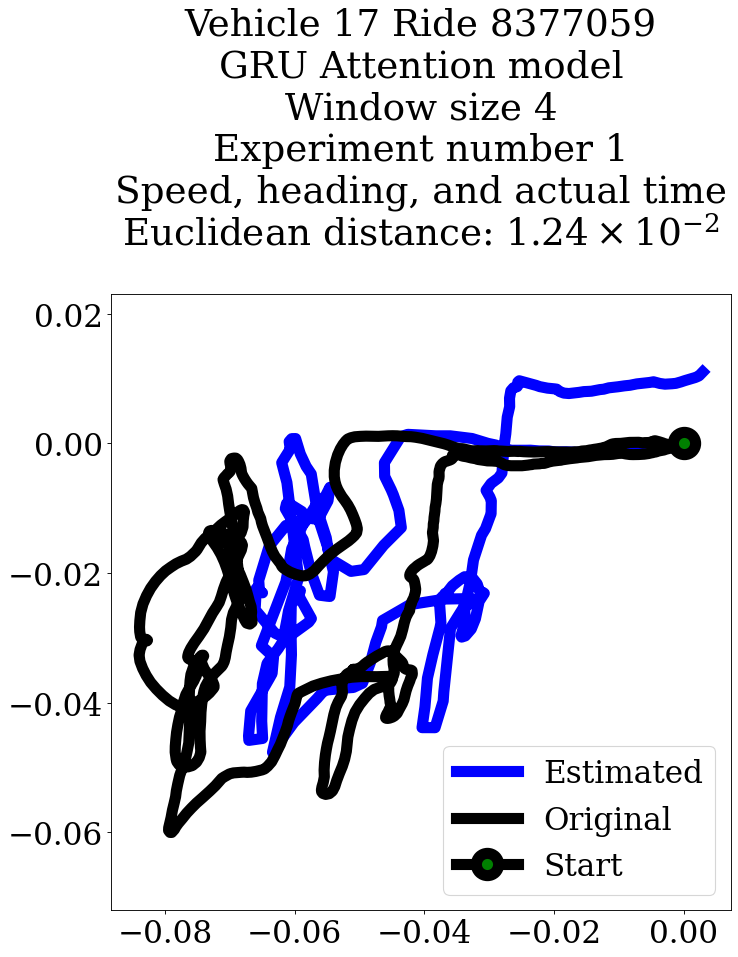 Vehicle 17 Ride 8377059
GRU Attention model
Window size 4
Experiment number 1
Speed, heading, and actual time
Euclidean distance: 1.24 × 10⁻²
0.02
0.00
−0.02
−0.04
−0.06
Estimated
Original
Start
−0.08 −0.06 −0.04 −0.02 0.00